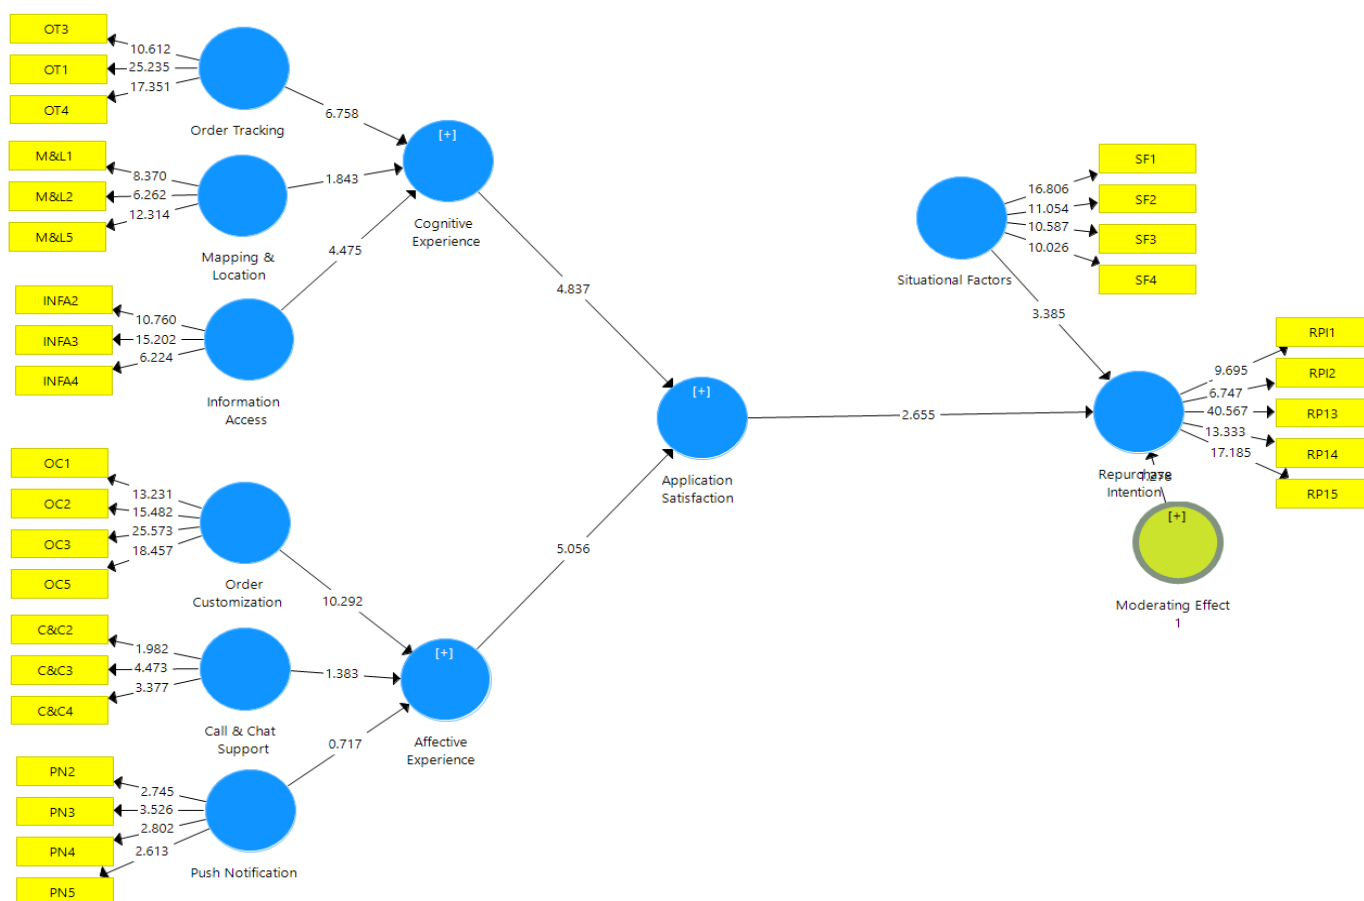 OT3
OT1
OT4
10.612
25.235
17.351
Order Tracking
6.758
M&L1
M&L2
M&L5
8.370
6.262
12.314
Mapping &
Location
1.843
INFA2
INFA3
INFA4
10.760
15.202
6.224
Information
Access
4.475
[+]
Cognitive
Experience
4.837
OC1
OC2
OC3
OC5
13.231
15.482
25.573
18.457
Order
Customization
10.292
C&C2
C&C3
C&C4
1.982
4.473
3.377
Call & Chat
Support
1.383
PN2
PN3
PN4
PN5
2.745
3.526
2.802
2.613
Push Notification
0.717
[+]
Affective
Experience
5.056
[+]
Application
Satisfaction
2.655
Situational Factors
16.806
11.054
10.587
10.026
SF1
SF2
SF3
SF4
3.385
Repurchase
Intention
9.695
6.747
40.567
13.333
17.185
RPI1
RPI2
RP13
RP14
RP15
[+]
Moderating Effect
1